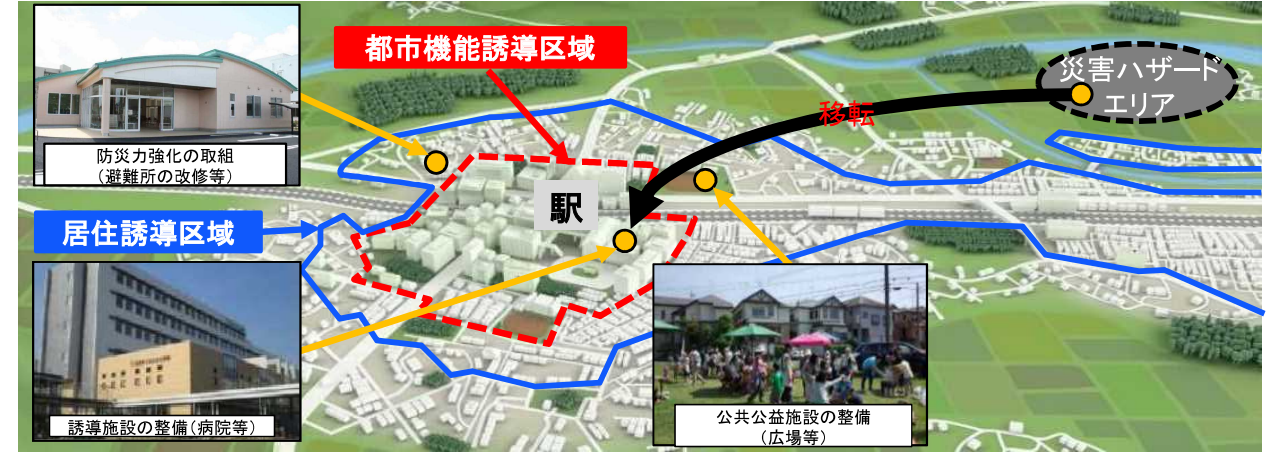 都市機能誘導区域
災害ハザード
エリア
移転
防災力強化の取組
(避難所の改修等)
駅
居住誘導区域
誘導施設の整備(病院等)
公共公益施設の整備
(広場等)